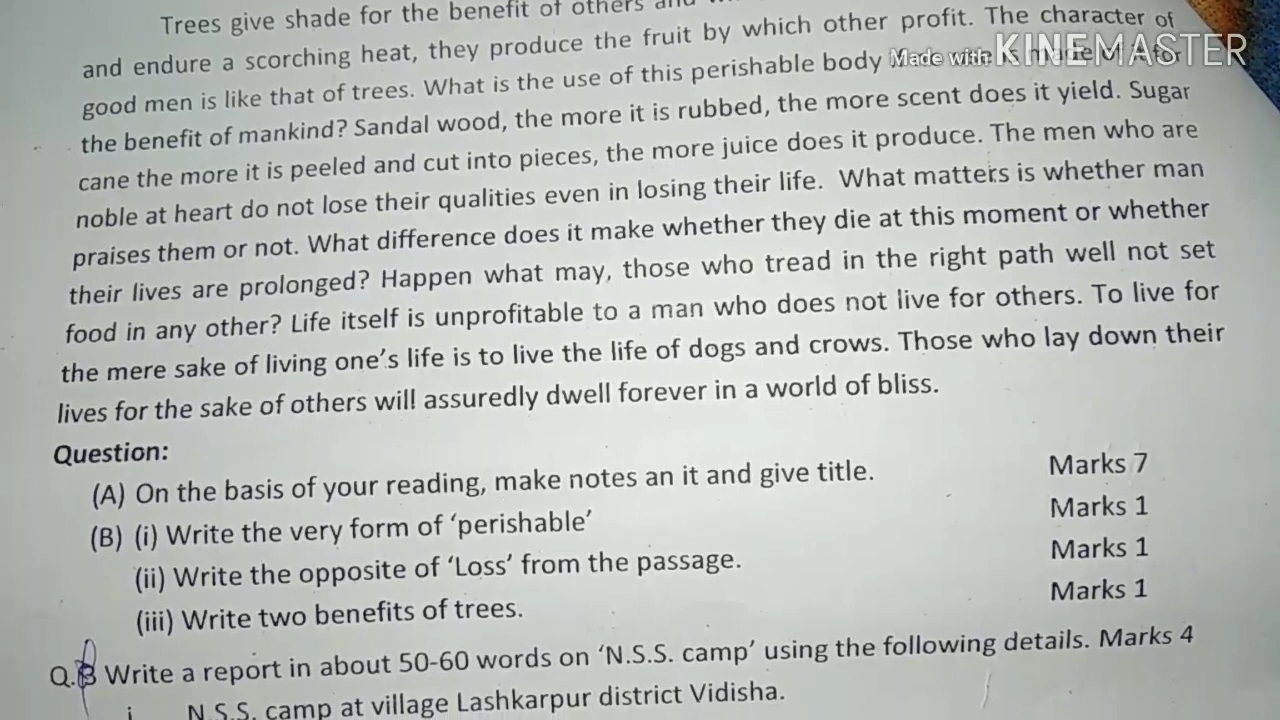 Trees give shade for the benefit of others and
and endure a scorching heat, they produce the fruit by which other profit. The character of
good men is like that of trees. What is the use of this perishable body
the benefit of mankind? Sandal wood, the more it is rubbed, the more scent does it yield. Sugar
cane the more it is peeled and cut into pieces, the more juice does it produce. The men who are
noble at heart do not lose their qualities even in losing their life. What matters is whether man
praises them or not. What difference does it make whether they die at this moment or whether
their lives are prolonged? Happen what may, those who tread in the right path well not set
food in any other? Life itself is unprofitable to a man who does not live for others. To live for
the mere sake of living one's life is to live the life of dogs and crows. Those who lay down their
lives for the sake of others will assuredly dwell forever in a world of bliss.
Question:
(A) On the basis of your reading, make notes an it and give title. Marks 7
(B) (i) Write the very form of 'perishable' Marks 1
(ii) Write the opposite of 'Loss' from the passage. Marks 1
(iii) Write two benefits of trees. Marks 1
Q. Write a report in about 50-60 words on 'N.S.S. camp' using the following details. Marks 4
i. N.S.S. camp at village Lashkarpur district Vidisha.
Made with KINEMASTER